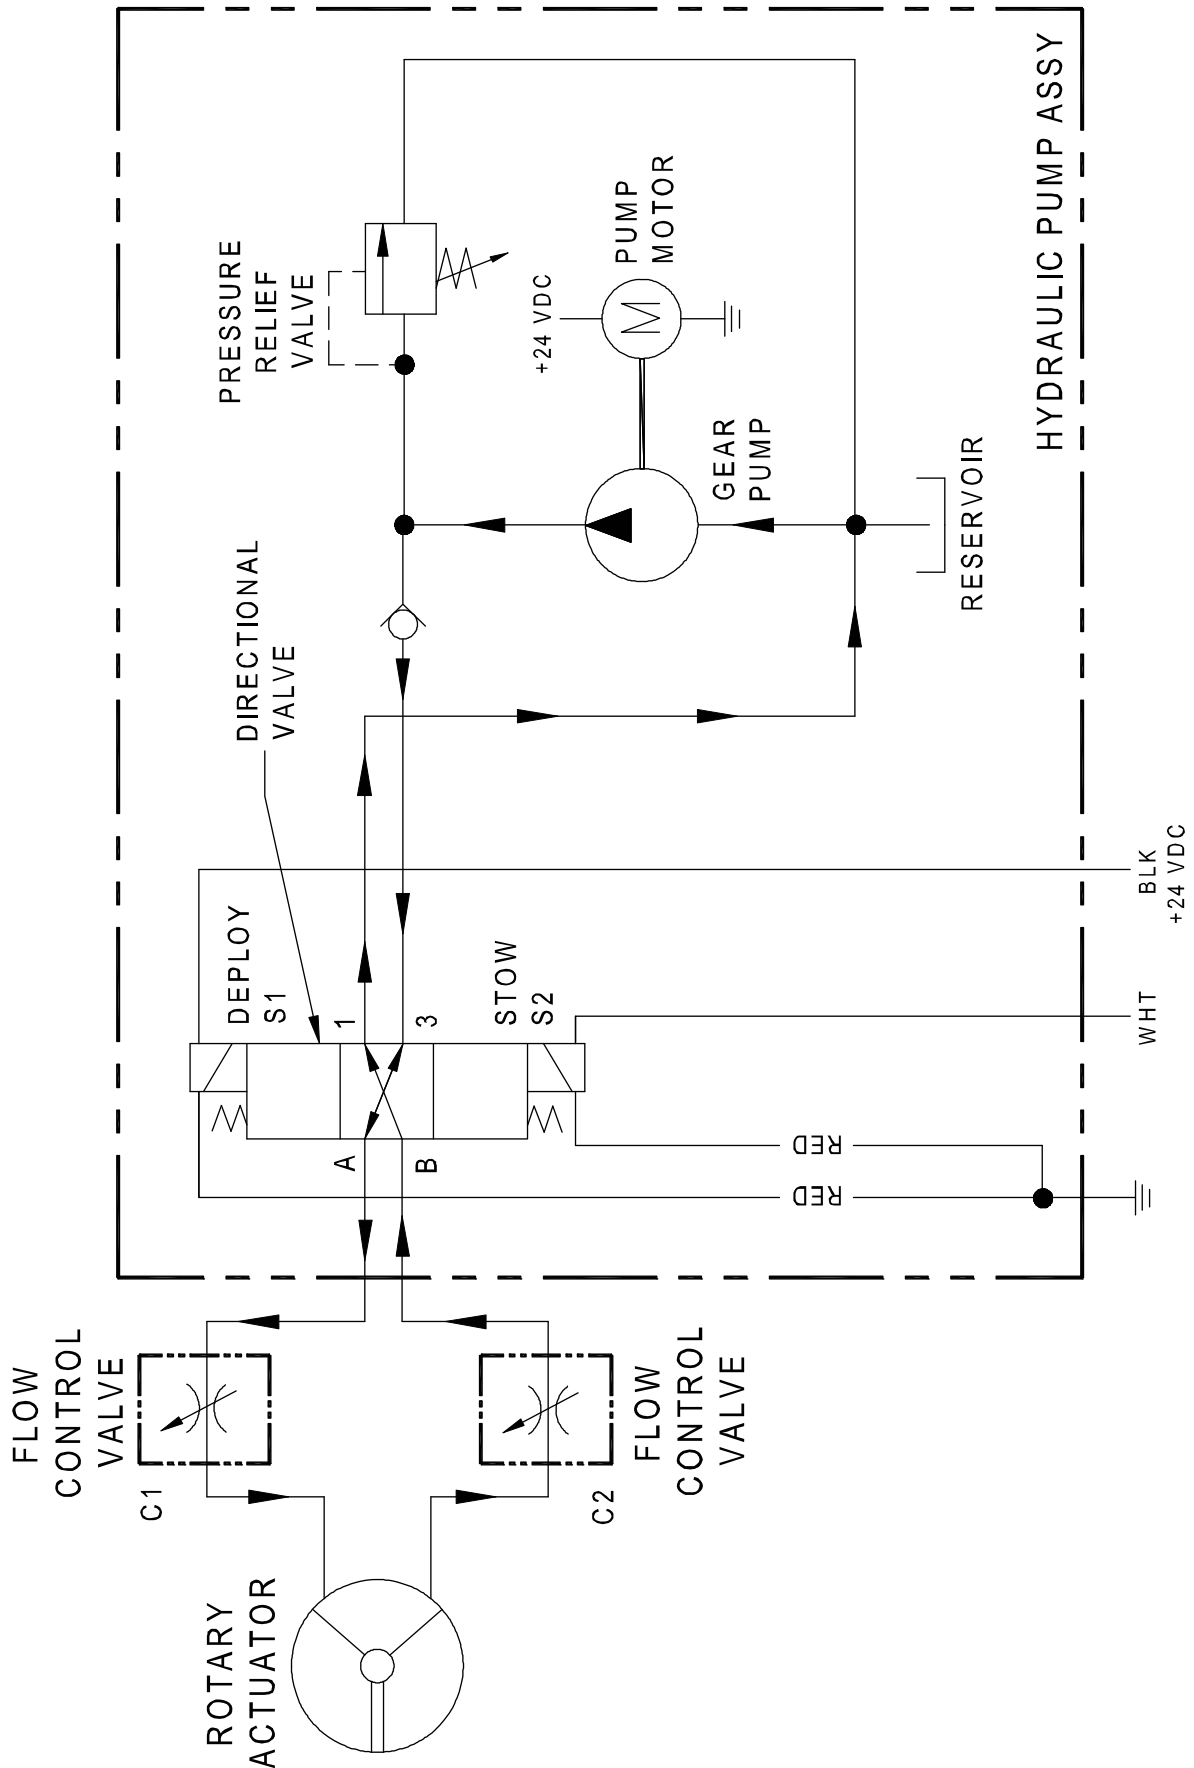 HYDRAULIC PUMP ASSY
PRESSURE
RELIEF
VALVE
+24 VDC
PUMP
MOTOR
M
GEAR
PUMP
RESERVOIR
DIRECTIONAL
VALVE
DEPLOY
S1
1
3
STOW
S2
A
B
RED
RED
BLK
+24 VDC
WHT
FLOW
CONTROL
VALVE
C1
C2
FLOW
CONTROL
VALVE
ROTARY
ACTUATOR